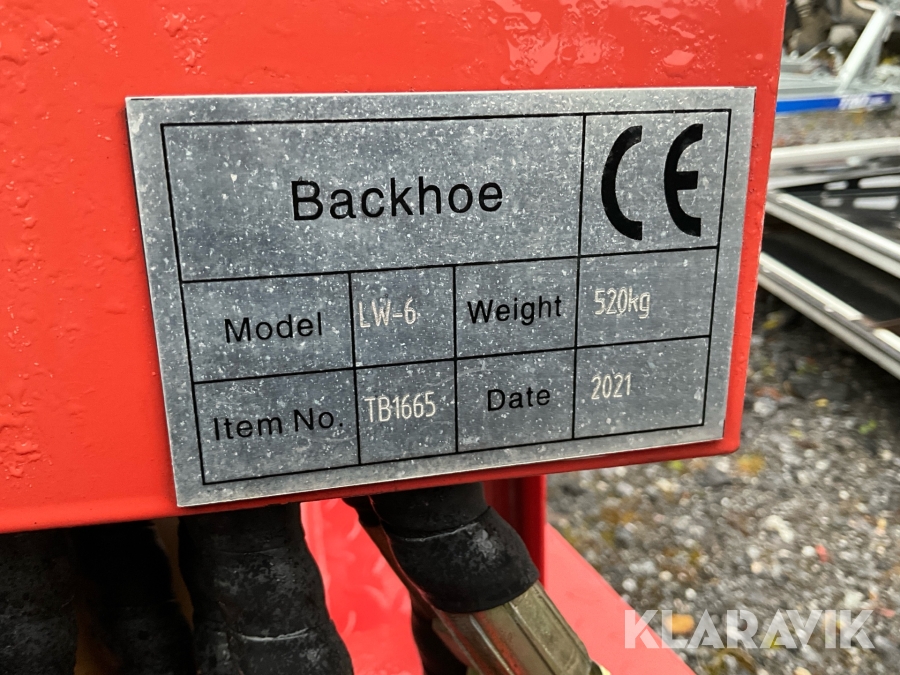 Backhoe CE
Model LW-6 Weight 520kg
Item No. TB1665 Date 2021
KLARAVIK